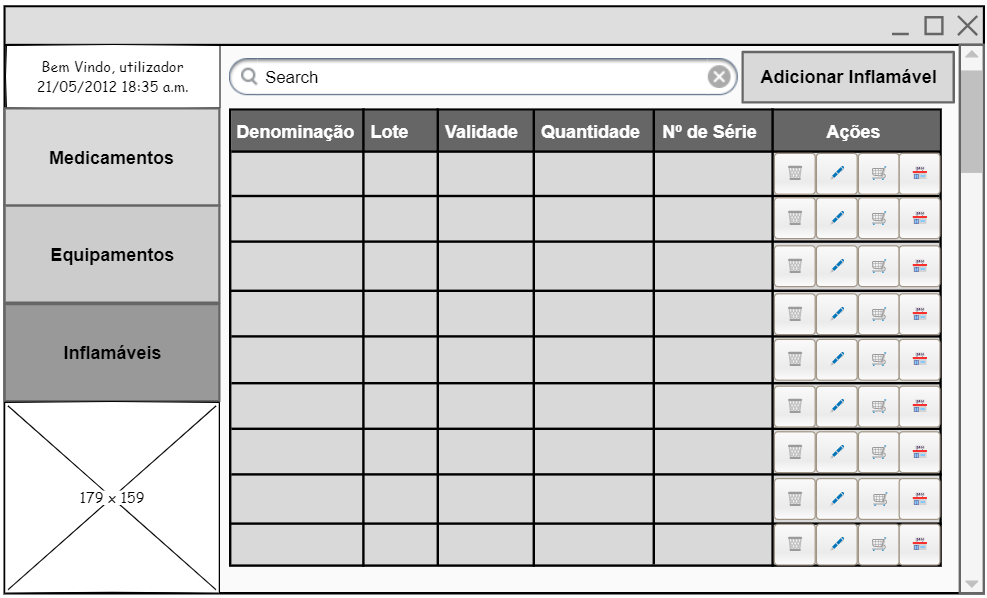 Bem Vindo, utilizador
21/05/2012 18:35 a.m.
Search
Adicionar Inflamável
Denominação Lote Validade Quantidade Nº de Série Ações
Medicamentos
Equipamentos
Inflamáveis
179 x 159